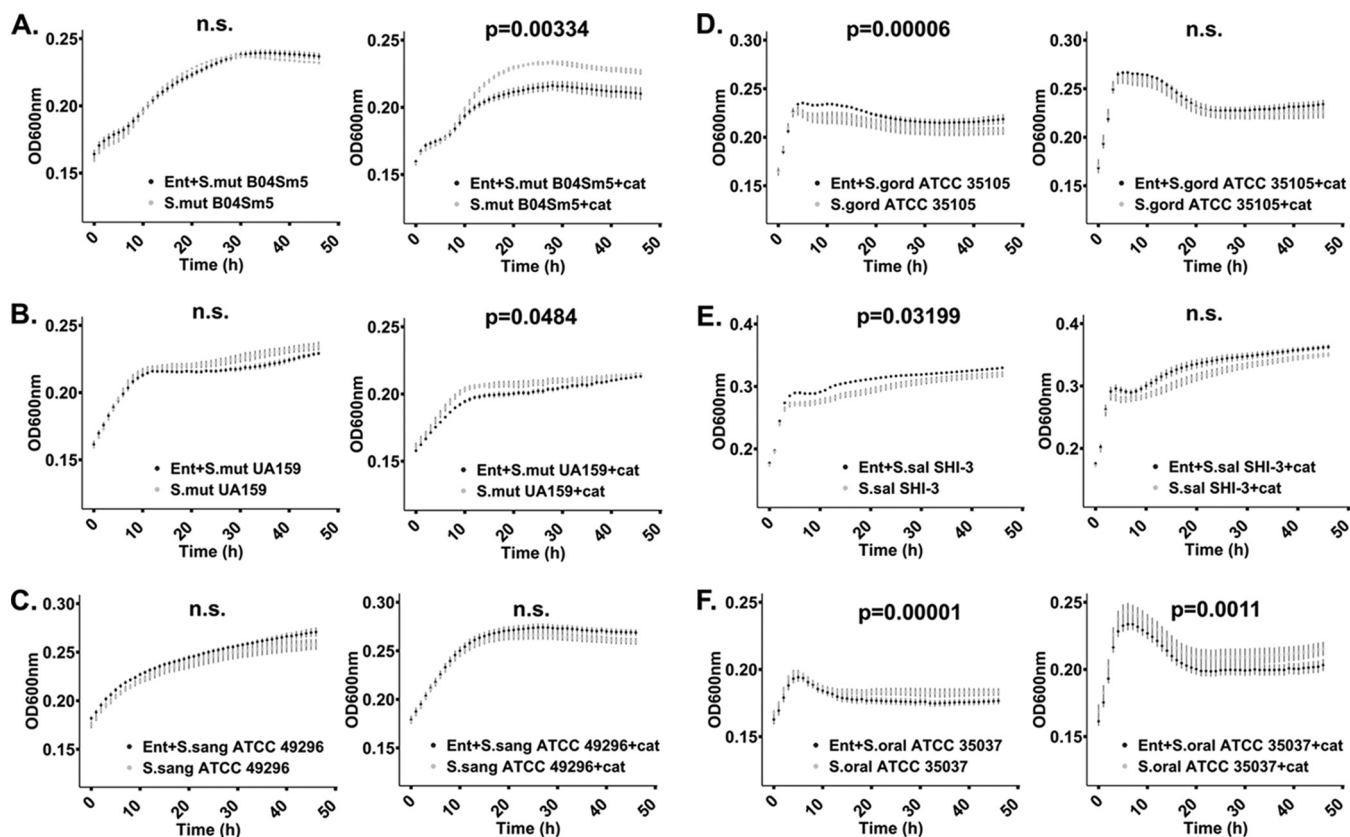 A.
n.s.
0.25
0.20
0.15
OD600nm
Ent+S.mut B04Sm5
S.mut B04Sm5
0
10
20
30
40
50
Time (h)
p=0.00334
0.25
0.20
0.15
OD600nm
Ent+S.mut B04Sm5+cat
S.mut B04Sm5+cat
0
10
20
30
40
50
Time (h)
B.
n.s.
0.25
0.20
0.15
OD600nm
Ent+S.mut UA159
S.mut UA159
0
10
20
30
40
50
Time (h)
p=0.0484
0.25
0.20
0.15
OD600nm
Ent+S.mut UA159+cat
S.mut UA159+cat
0
10
20
30
40
50
Time (h)
C.
n.s.
0.30
0.25
0.20
0.15
OD600nm
Ent+S.sang ATCC 49296
S.sang ATCC 49296
0
10
20
30
40
50
Time (h)
n.s.
0.30
0.25
0.20
0.15
OD600nm
Ent+S.sang ATCC 49296+cat
S.sang ATCC 49296+cat
0
10
20
30
40
50
Time (h)
D.
p=0.00006
0.30
0.25
0.20
0.15
OD600nm
Ent+S.gord ATCC 35105
S.gord ATCC 35105
0
10
20
30
40
50
Time (h)
n.s.
0.30
0.25
0.20
0.15
OD600nm
Ent+S.gord ATCC 35105+cat
S.gord ATCC 35105+cat
0
10
20
30
40
50
Time (h)
E.
p=0.03199
0.4
0.3
0.2
OD600nm
Ent+S.sal SHI-3
S.sal SHI-3
0
10
20
30
40
50
Time (h)
n.s.
0.4
0.3
0.2
OD600nm
Ent+S.sal SHI-3+cat
S.sal SHI-3+cat
0
10
20
30
40
50
Time (h)
F.
p=0.00001
0.25
0.20
0.15
OD600nm
Ent+S.oral ATCC 35037
S.oral ATCC 35037
0
10
20
30
40
50
Time (h)
p=0.0011
0.25
0.20
0.15
OD600nm
Ent+S.oral ATCC 35037+cat
S.oral ATCC 35037+cat
0
10
20
30
40
50
Time (h)